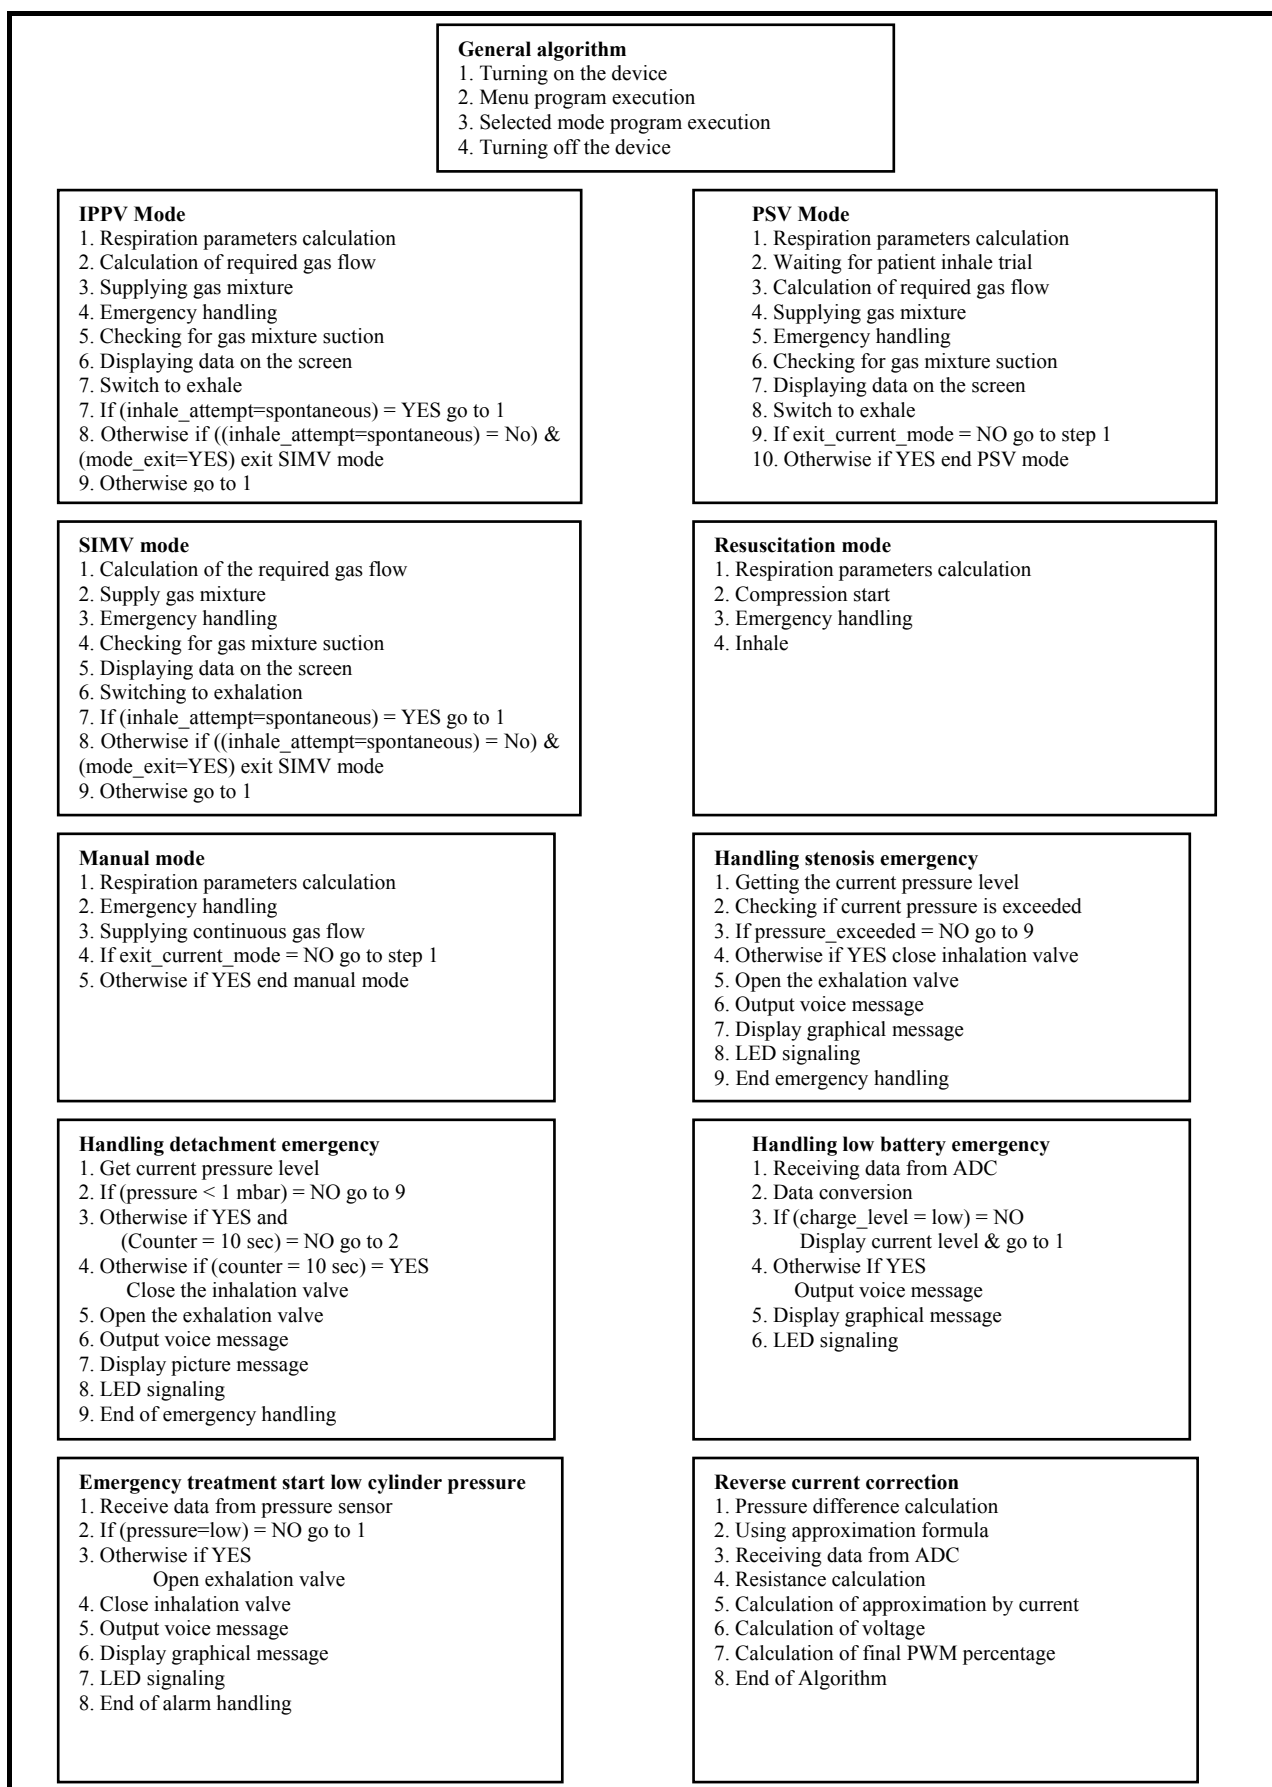 General algorithm
1. Turning on the device
2. Menu program execution
3. Selected mode program execution
4. Turning off the device
IPPV Mode
1. Respiration parameters calculation
2. Calculation of required gas flow
3. Supplying gas mixture
4. Emergency handling
5. Checking for gas mixture suction
6. Displaying data on the screen
7. Switch to exhale
7. If (inhale_attempt=spontaneous) = YES go to 1
8. Otherwise if ((inhale_attempt=spontaneous) = No) &
(mode_exit=YES) exit SIMV mode
9. Otherwise go to 1
PSV Mode
1. Respiration parameters calculation
2. Waiting for patient inhale trial
3. Calculation of required gas flow
4. Supplying gas mixture
5. Emergency handling
6. Checking for gas mixture suction
7. Displaying data on the screen
8. Switch to exhale
9. If exit_current_mode = NO go to step 1
10. Otherwise if YES end PSV mode
SIMV mode
1. Calculation of the required gas flow
2. Supply gas mixture
3. Emergency handling
4. Checking for gas mixture suction
5. Displaying data on the screen
6. Switching to exhalation
7. If (inhale_attempt=spontaneous) = YES go to 1
8. Otherwise if ((inhale_attempt=spontaneous) = No) &
(mode_exit=YES) exit SIMV mode
9. Otherwise go to 1
Resuscitation mode
1. Respiration parameters calculation
2. Compression start
3. Emergency handling
4. Inhale
Manual mode
1. Respiration parameters calculation
2. Emergency handling
3. Supplying continuous gas flow
4. If exit_current_mode = NO go to step 1
5. Otherwise if YES end manual mode
Handling stenosis emergency
1. Getting the current pressure level
2. Checking if current pressure is exceeded
3. If pressure_exceeded = NO go to 9
4. Otherwise if YES close inhalation valve
5. Open the exhalation valve
6. Output voice message
7. Display graphical message
8. LED signaling
9. End emergency handling
Handling detachment emergency
1. Get current pressure level
2. If (pressure < 1 mbar) = NO go to 9
3. Otherwise if YES and
(Counter = 10 sec) = NO go to 2
4. Otherwise if (counter = 10 sec) = YES
Close the inhalation valve
5. Open the exhalation valve
6. Output voice message
7. Display picture message
8. LED signaling
9. End of emergency handling
Handling low battery emergency
1. Receiving data from ADC
2. Data conversion
3. If (charge_level = low) = NO
Display current level & go to 1
4. Otherwise If YES
Output voice message
5. Display graphical message
6. LED signaling
Emergency treatment start low cylinder pressure
1. Receive data from pressure sensor
2. If (pressure=low) = NO go to 1
3. Otherwise if YES
Open exhalation valve
4. Close inhalation valve
5. Output voice message
6. Display graphical message
7. LED signaling
8. End of alarm handling
Reverse current correction
1. Pressure difference calculation
2. Using approximation formula
3. Receiving data from ADC
4. Resistance calculation
5. Calculation of approximation by current
6. Calculation of voltage
7. Calculation of final PWM percentage
8. End of Algorithm